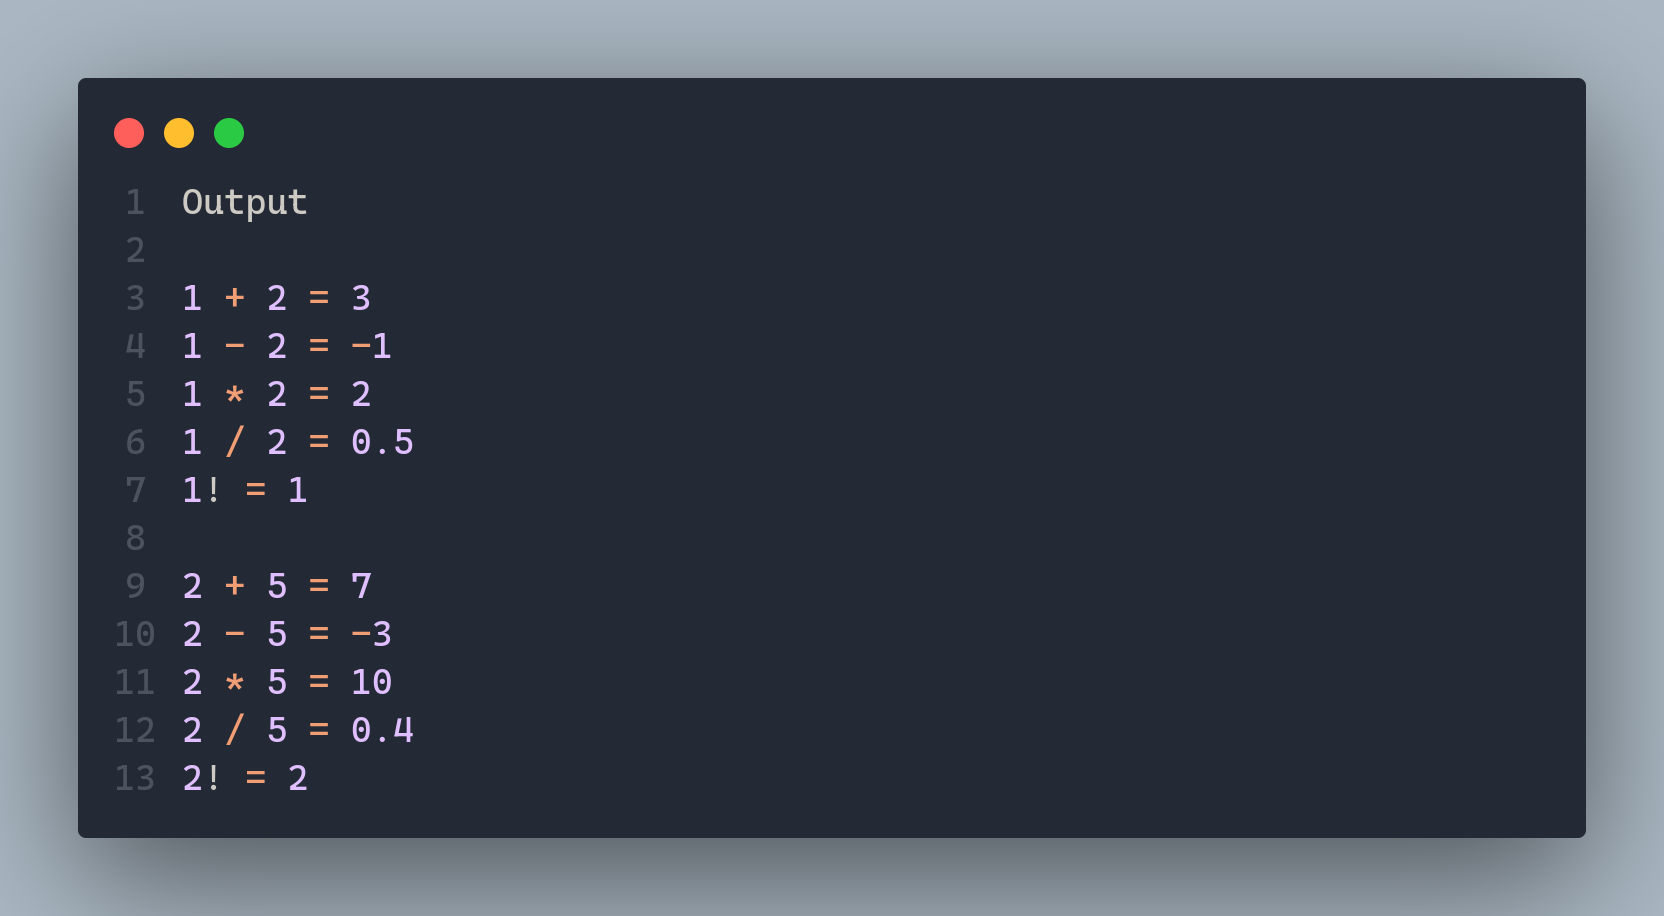 1 Output
2
3 1 + 2 = 3
4 1 - 2 = -1
5 1 * 2 = 2
6 1 / 2 = 0.5
7 1! = 1
8
9 2 + 5 = 7
10 2 - 5 = -3
11 2 * 5 = 10
12 2 / 5 = 0.4
13 2! = 2